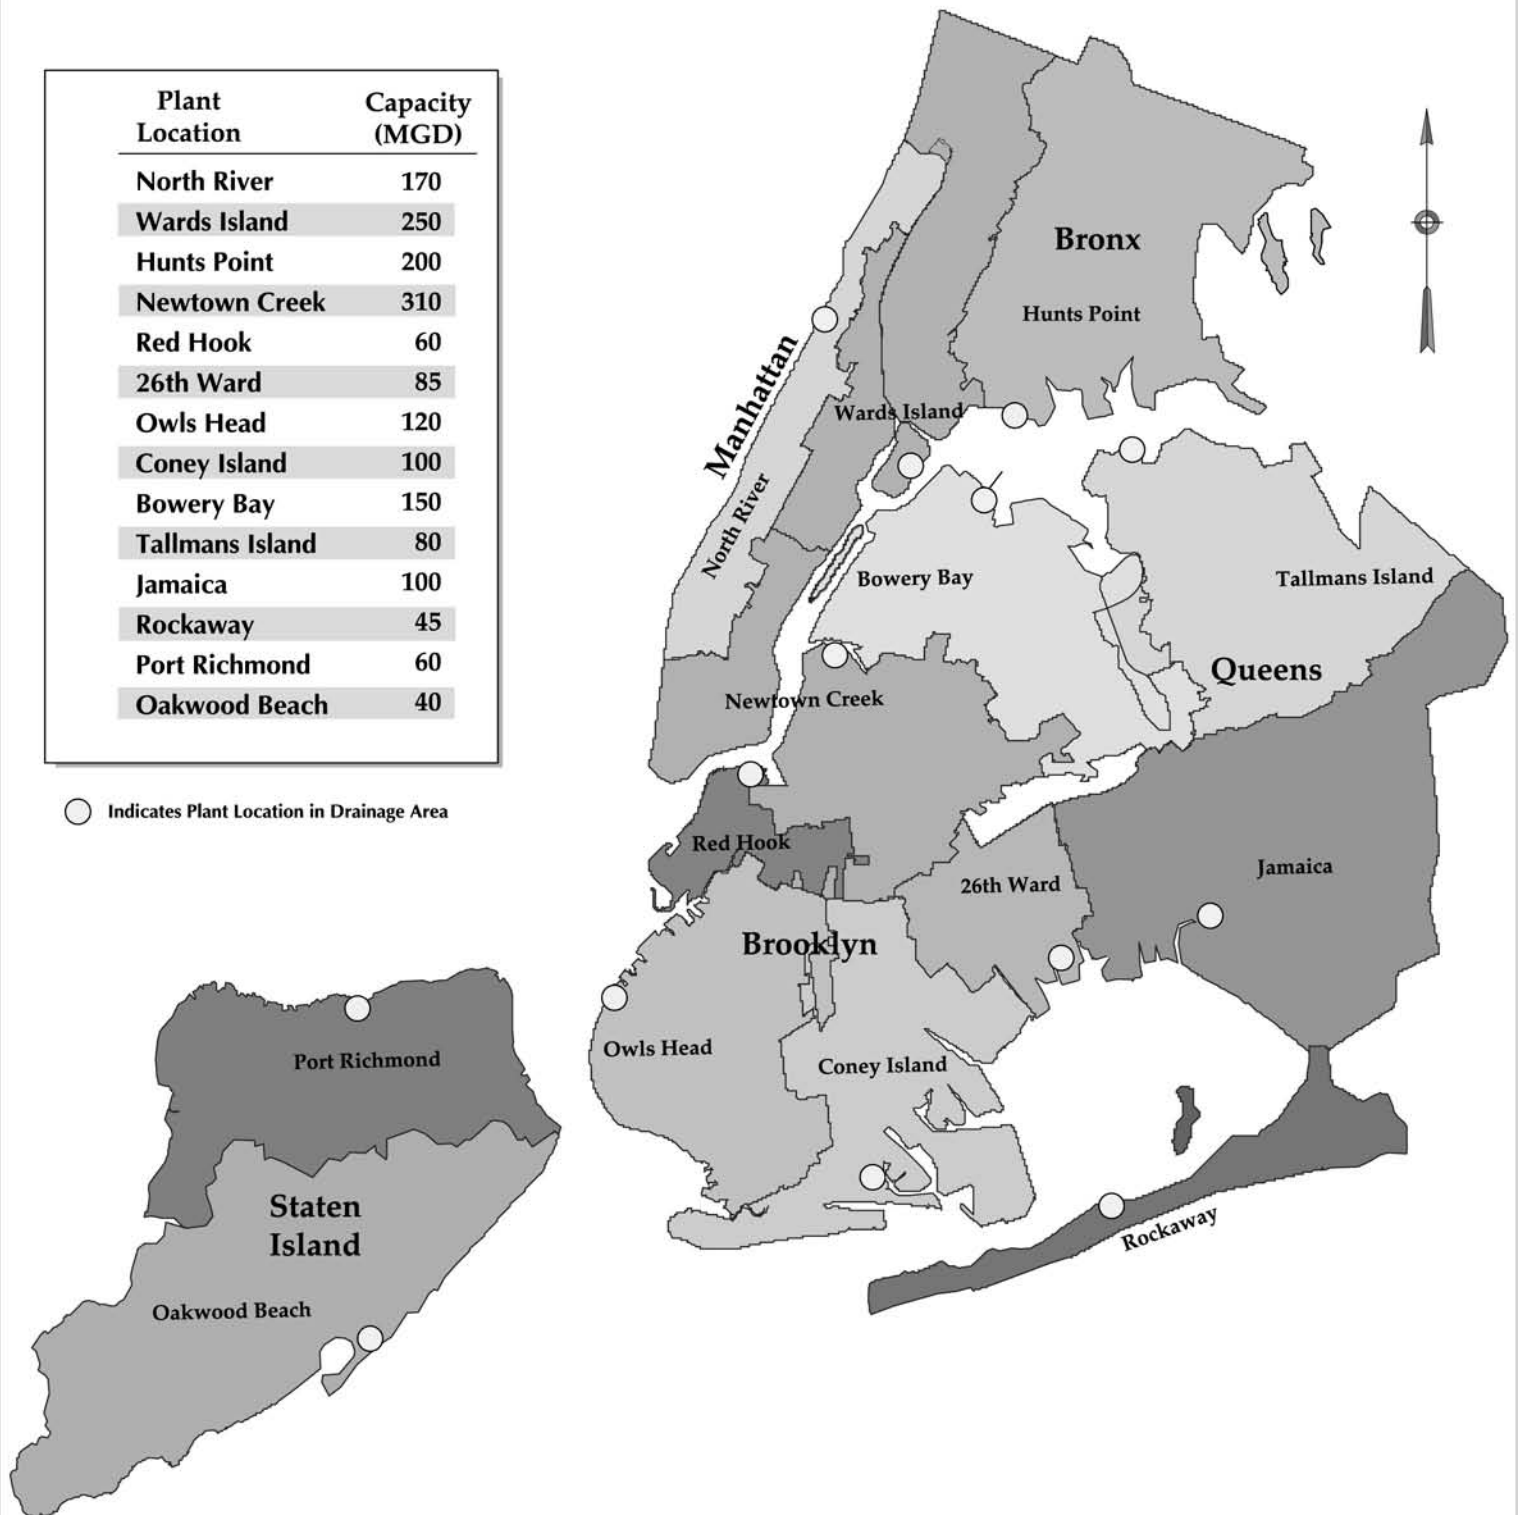 Plant Location Capacity (MGD)
North River 170
Wards Island 250
Hunts Point 200
Newtown Creek 310
Red Hook 60
26th Ward 85
Owls Head 120
Coney Island 100
Bowery Bay 150
Tallmans Island 80
Jamaica 100
Rockaway 45
Port Richmond 60
Oakwood Beach 40
Indicates Plant Location in Drainage Area
Bronx
Hunts Point
Manhattan
Wards Island
North River
Bowery Bay
Tallmans Island
Queens
Newtown Creek
Red Hook
Jamaica
26th Ward
Brooklyn
Owls Head
Coney Island
Port Richmond
Staten
Island
Rockaway
Oakwood Beach